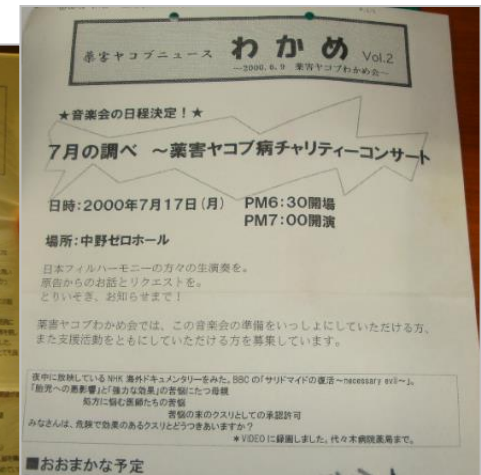 薬害ヤコブニュース わかめ Vol.2
～2000.6.9 薬害ヤコブわかめ会～
★音楽会の日程決定！★
7月の調べ ～薬害ヤコブ病チャリティーコンサート
日時：2000年7月17日（月） PM6：30開場
PM7：00開演
場所：中野ゼロホール
日本フィルハーモニーの方々の生演奏を。
原告からのお話とリクエストを。
とりいそぎ、お知らせまで！
薬害ヤコブわかめ会では、この音楽会の準備をいっしょにしていただける方、
また支援活動をともにしていただける方を募集しています。
夜中に放映しているNHK 海外ドキュメンタリーをみた。BBC の「サリドマイドの復活～necessary evil～」。
「胎児への悪影響」と「強力な効果」の苦悩にたつ母親
処方に悩む医師たちの苦悩
苦悩の末のクスリとしての承認許可
みなさんは、危険で効果のあるクスリとどうつきあいますか？
＊VIDEOに録画しました。代々木病院薬局まで。
■おおまかな予定